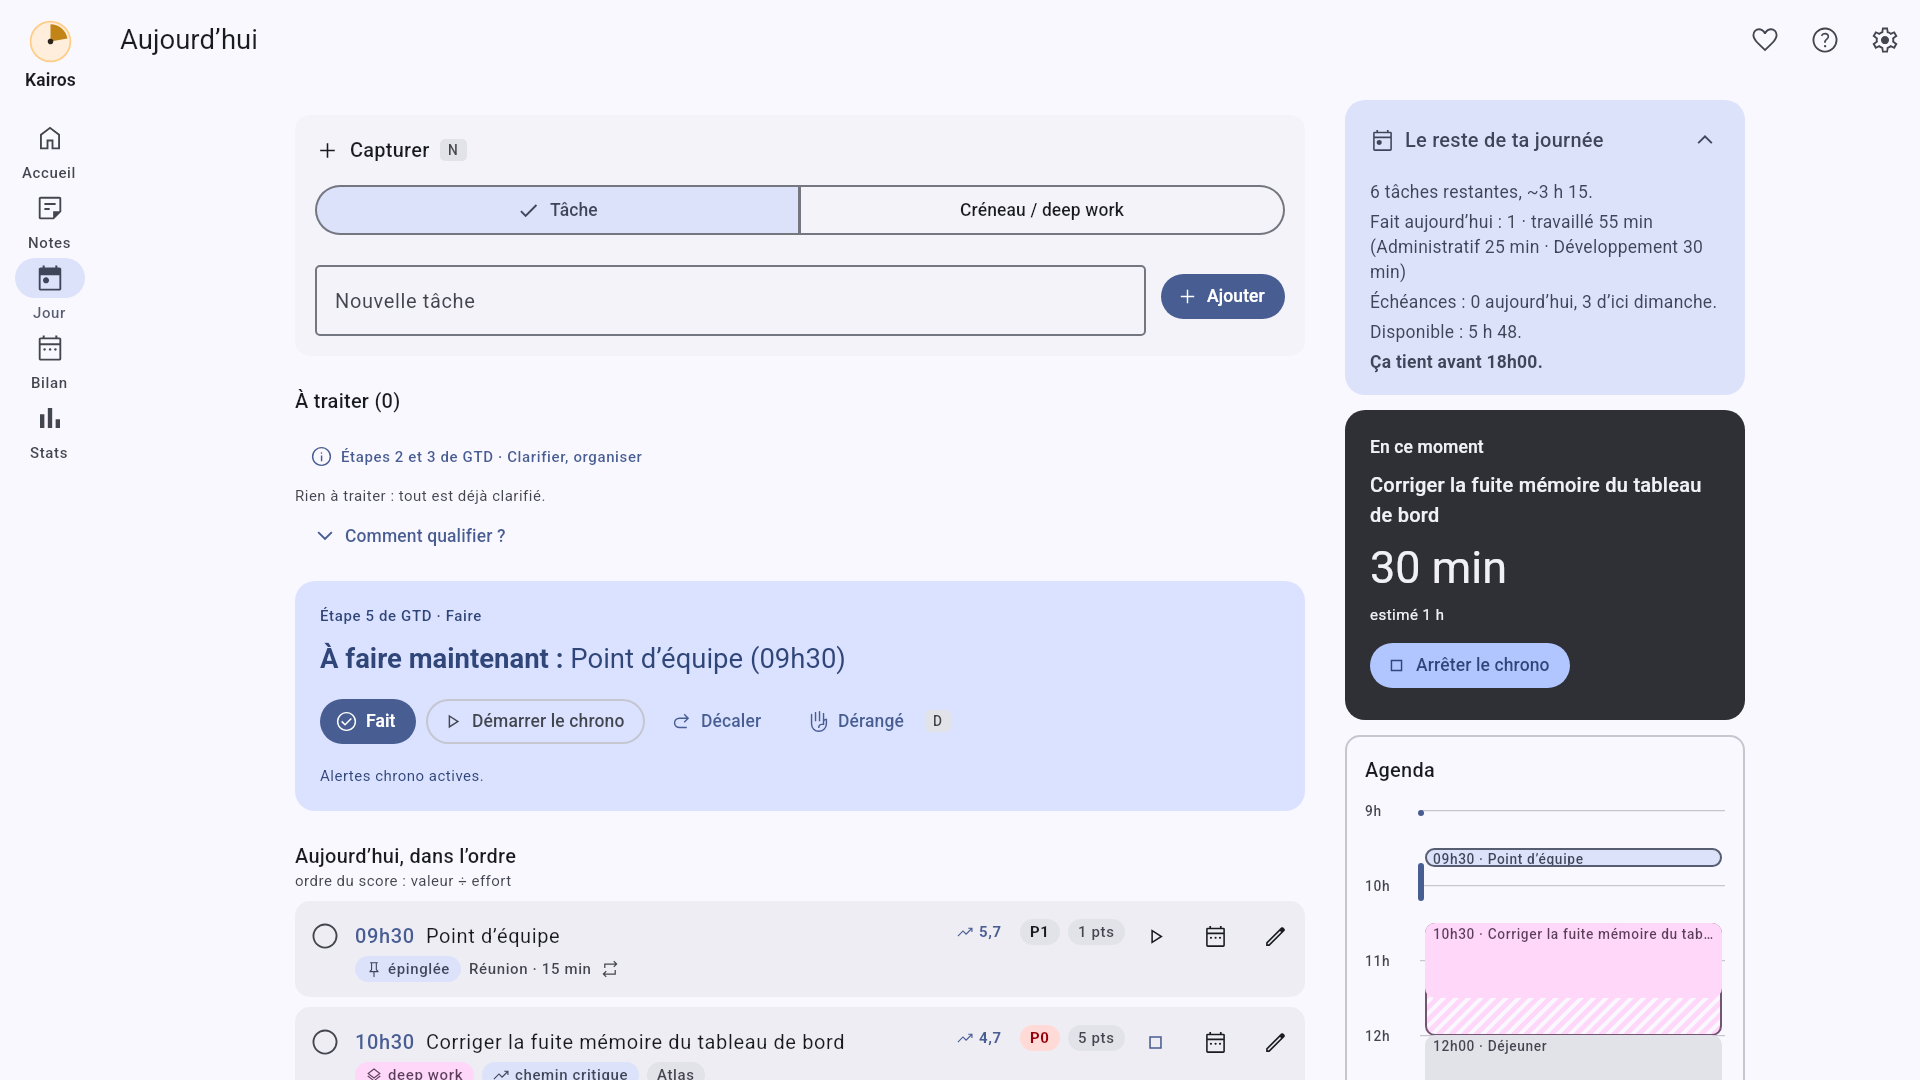 Kairos
Accueil
Notes
Jour
Bilan
Stats
Aujourd’hui
Capturer N
Tâche
Créneau / deep work
Nouvelle tâche
Ajouter
À traiter (0)
Étapes 2 et 3 de GTD · Clarifier, organiser
Rien à traiter : tout est déjà clarifié.
Comment qualifier ?
Étape 5 de GTD · Faire
À faire maintenant : Point d’équipe (09h30)
Fait Démarrer le chrono Décaler Dérangé D
Alertes chrono actives.
Aujourd’hui, dans l’ordre
ordre du score : valeur ÷ effort
09h30 Point d’équipe 5,7 P1 1 pts
épinglée Réunion · 15 min
10h30 Corriger la fuite mémoire du tableau de bord 4,7 P0 5 pts
deep work chemin critique Atlas
Le reste de ta journée
6 tâches restantes, ~3 h 15.
Fait aujourd’hui : 1 · travaillé 55 min
(Administratif 25 min · Développement 30
min)
Échéances : 0 aujourd’hui, 3 d’ici dimanche.
Disponible : 5 h 48.
Ça tient avant 18h00.
En ce moment
Corriger la fuite mémoire du tableau
de bord
30 min
estimé 1 h
Arrêter le chrono
Agenda
9h
09h30 · Point d’équipe
10h
10h30 · Corriger la fuite mémoire du tab…
11h
12h
12h00 · Déjeuner